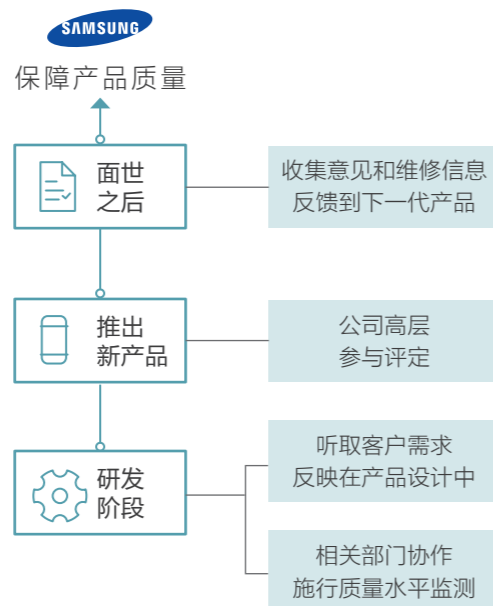 SAMSUNG
保障产品质量
面世
之后
收集意见和维修信息
反馈到下一代产品
推出
新产品
公司高层
参与评定
研发
阶段
听取客户需求
反映在产品设计中
相关部门协作
施行质量水平监测